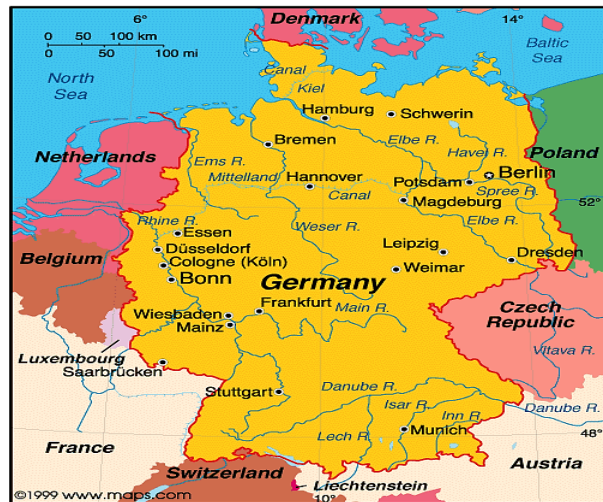 6°
Denmark
14°
0 50 100 km
0 50 100 mi
Baltic
Sea
North
Sea
Canal
Kiel
Hamburg
Schwerin
Elbe R.
Bremen
Havel R.
Netherlands
Poland
Ems R.
Mittelland
Hannover
Canal
Potsdam
Berlin
Spree R.
Magdeburg
52°
Rhine R.
Essen
Weser R.
Elbe R.
Düsseldorf
Cologne (Köln)
Leipzig
Dresden
Belgium
Bonn
Germany
Weimar
Wiesbaden
Frankfurt
Main R.
Mainz
Czech
Republic
Luxembourg
Saarbrücken
Vltava R.
Stuttgart
Danube R.
Danube R.
Isar R.
Inn R.
Lech R.
Munich
48°
France
Austria
Switzerland
Liechtenstein
10°
©1999 www.maps.com